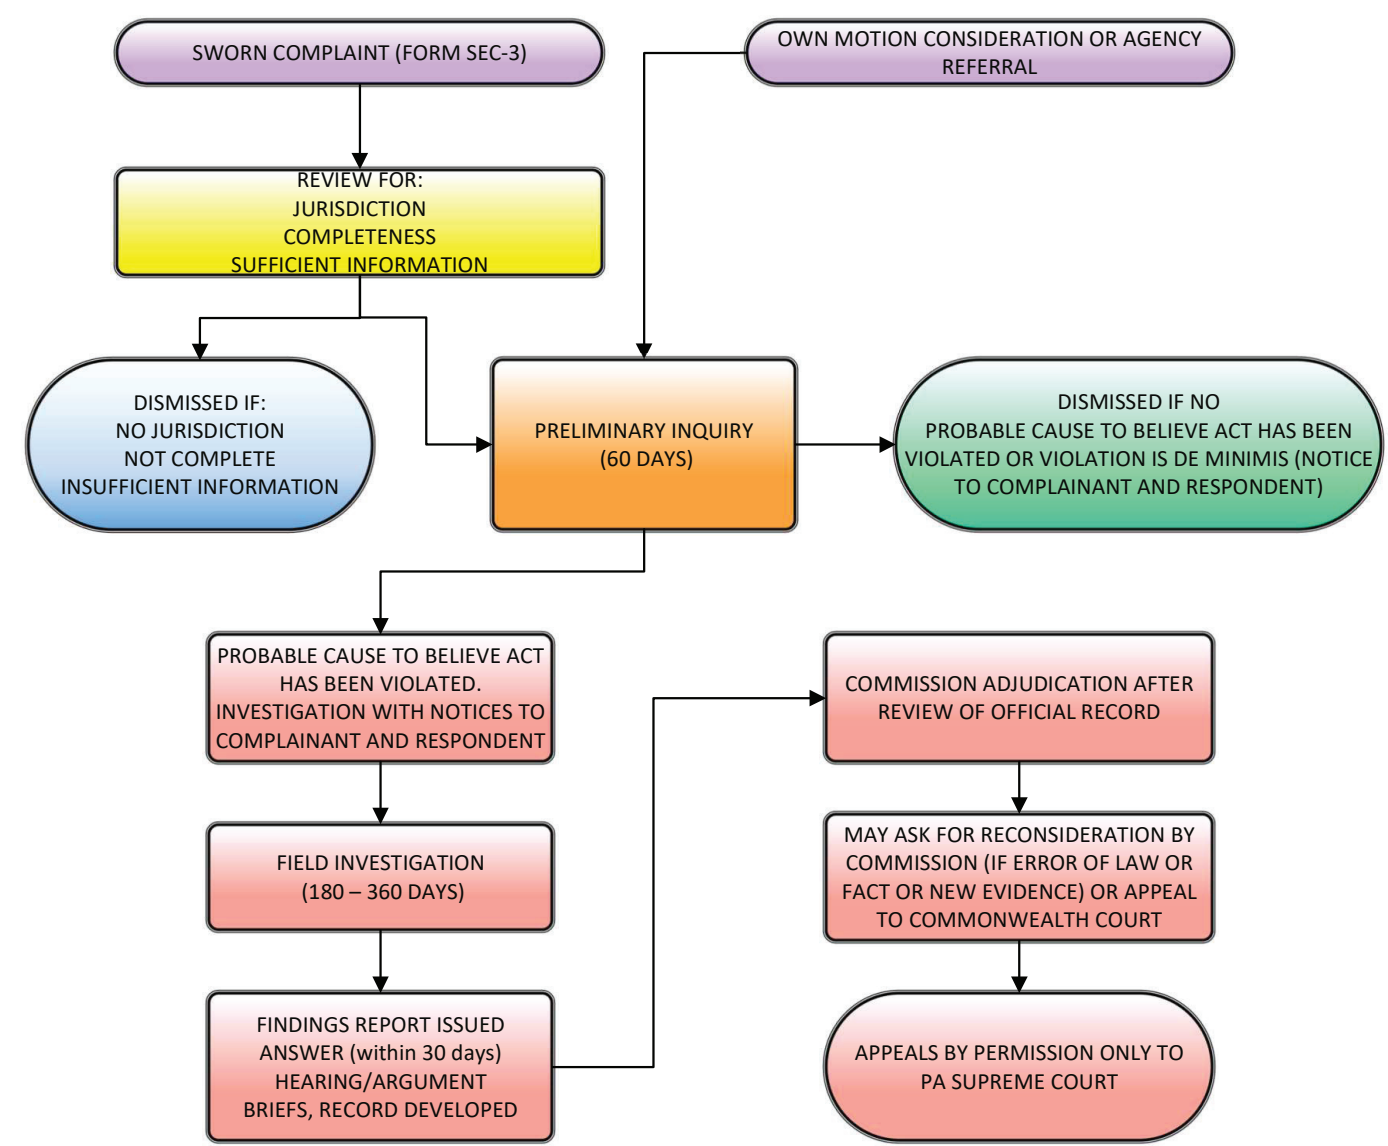 SWORN COMPLAINT (FORM SEC-3)
OWN MOTION CONSIDERATION OR AGENCY
REFERRAL
REVIEW FOR:
JURISDICTION
COMPLETENESS
SUFFICIENT INFORMATION
DISMISSED IF:
NO JURISDICTION
NOT COMPLETE
INSUFFICIENT INFORMATION
PRELIMINARY INQUIRY
(60 DAYS)
DISMISSED IF NO
PROBABLE CAUSE TO BELIEVE ACT HAS BEEN
VIOLATED OR VIOLATION IS DE MINIMIS (NOTICE
TO COMPLAINANT AND RESPONDENT)
PROBABLE CAUSE TO BELIEVE ACT
HAS BEEN VIOLATED.
INVESTIGATION WITH NOTICES TO
COMPLAINANT AND RESPONDENT
FIELD INVESTIGATION
(180 – 360 DAYS)
FINDINGS REPORT ISSUED
ANSWER (within 30 days)
HEARING/ARGUMENT
BRIEFS, RECORD DEVELOPED
COMMISSION ADJUDICATION AFTER
REVIEW OF OFFICIAL RECORD
MAY ASK FOR RECONSIDERATION BY
COMMISSION (IF ERROR OF LAW OR
FACT OR NEW EVIDENCE) OR APPEAL
TO COMMONWEALTH COURT
APPEALS BY PERMISSION ONLY TO
PA SUPREME COURT